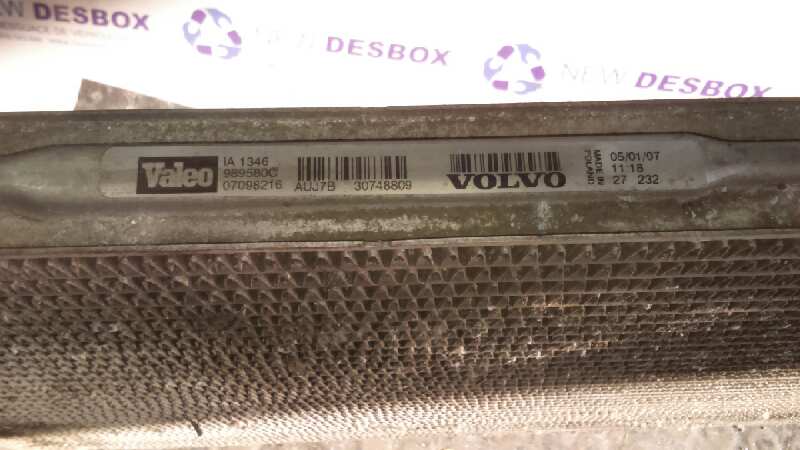 NEW DESBOX
DESBOX
NEW DESBOX
Valeo
IA 1346
989580C
07098216
AUJ7B 30748809
VOLVO
MADE IN
POLAND
05/01/07
11:18
27 232